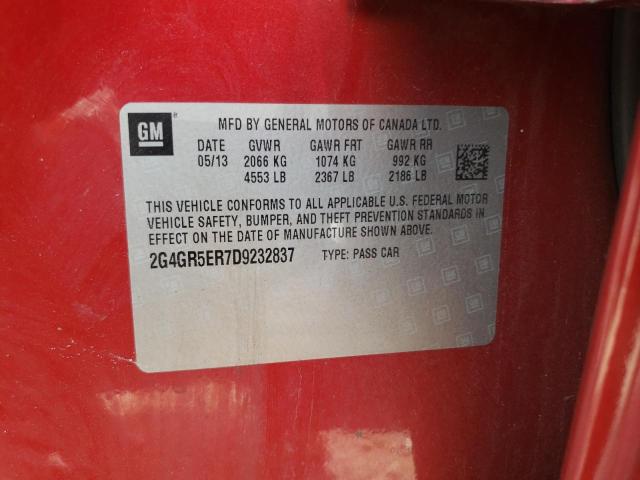 GM
MFD BY GENERAL MOTORS OF CANADA LTD.
DATE GVWR GAWR FRT GAWR RR
05/13 2066 KG 1074 KG 992 KG
4553 LB 2367 LB 2186 LB
THIS VEHICLE CONFORMS TO ALL APPLICABLE U.S. FEDERAL MOTOR
VEHICLE SAFETY, BUMPER, AND THEFT PREVENTION STANDARDS IN
EFFECT ON THE DATE OF MANUFACTURE SHOWN ABOVE.
2G4GR5ER7D9232837 TYPE: PASS CAR